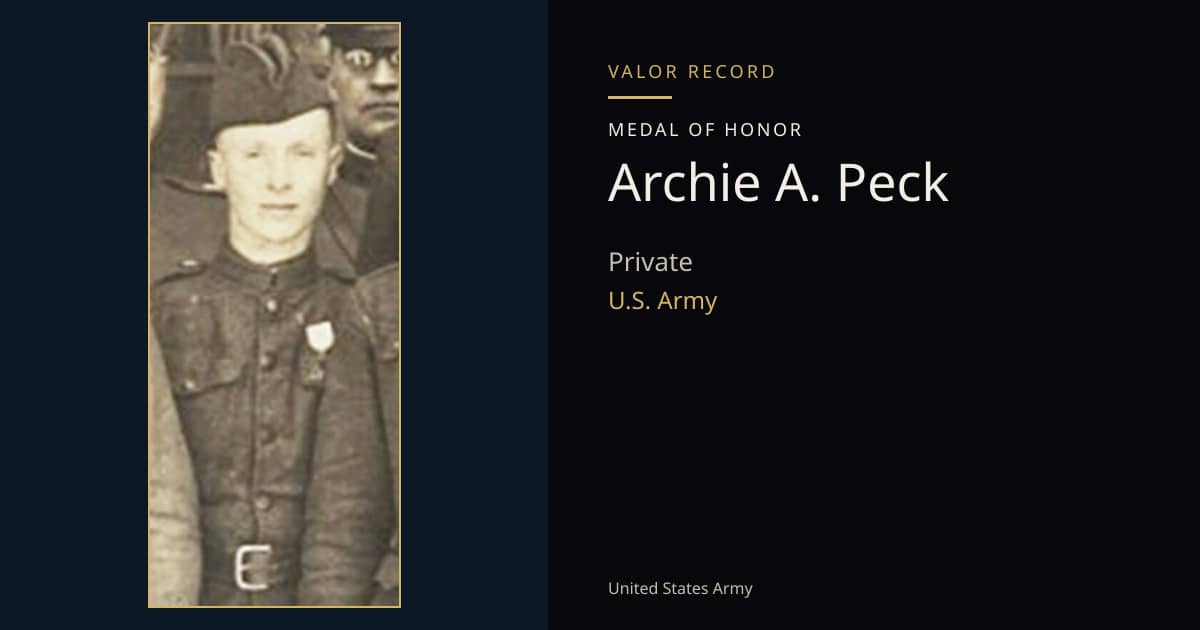 VALOR RECORD
MEDAL OF HONOR
Archie A. Peck
Private
U.S. Army
United States Army